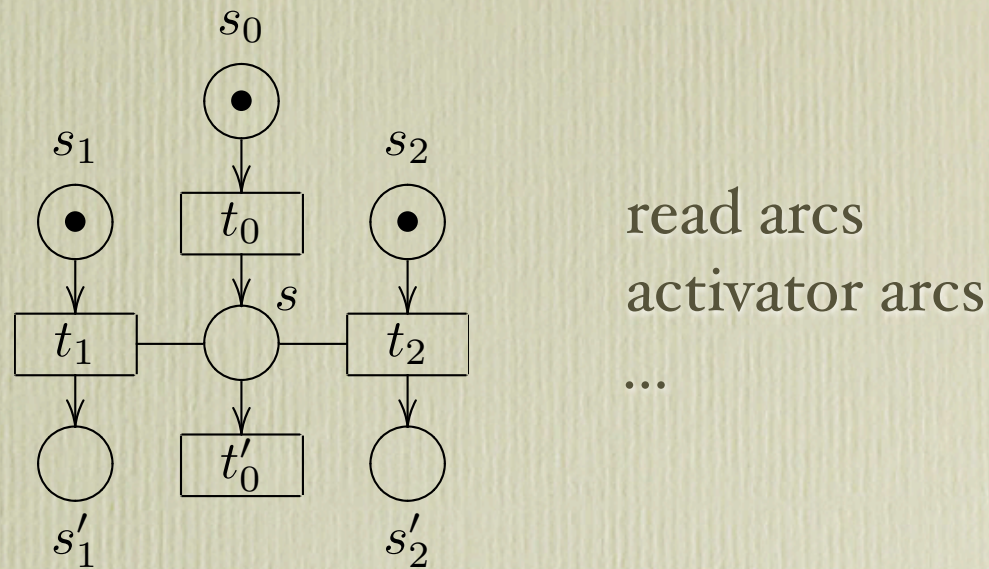 s₀
s₁
s₂
t₀
s
t₁
t₂
t′₀
s′₁
s′₂
read arcs
activator arcs
...